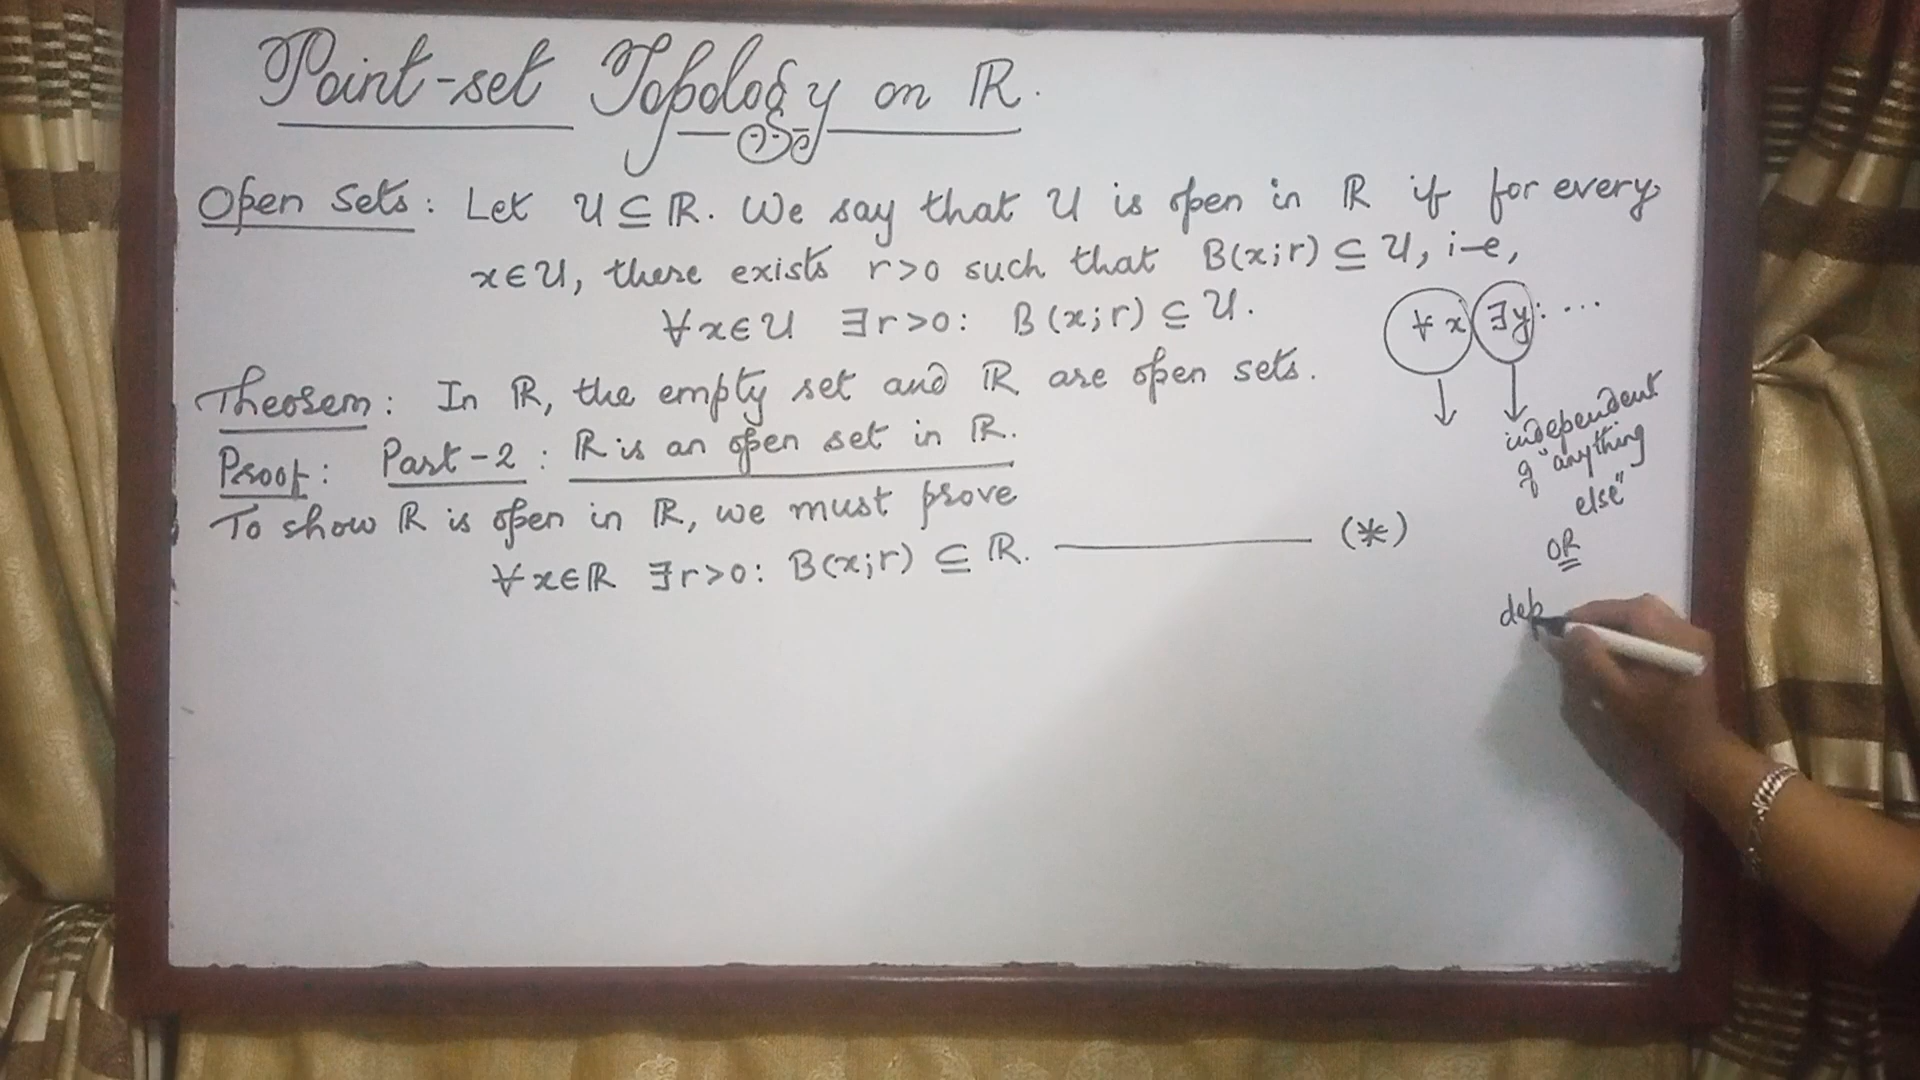 Point-set Topology on ℝ.
Open Sets: Let U ⊆ ℝ. We say that U is open in ℝ if for every
x∈U, there exists r>0 such that B(x;r) ⊆ U, i-e,
∀x∈U ∃r>0: B(x;r) ⊆ U.
∀x ∃y: ...
Theorem: In ℝ, the empty set and ℝ are open sets.
Proof: Part-2: ℝ is an open set in ℝ.
To show ℝ is open in ℝ, we must prove
∀x∈ℝ ∃r>0: B(x;r) ⊆ ℝ. (*)
independent
of "anything
else"
OR
dep